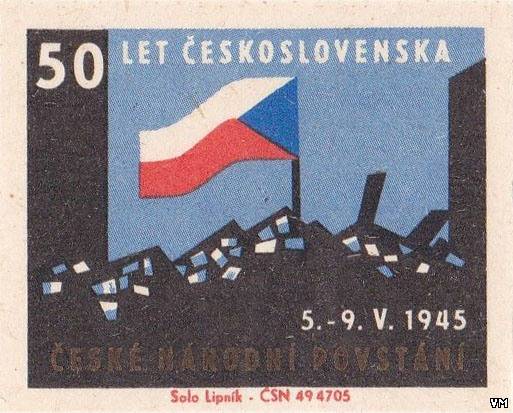 50 LET ČESKOSLOVENSKA
5.-9. V. 1945
ČESKÉ NÁRODNÍ POVSTÁNÍ
Solo Lipník - ČSN 49 4705
VM